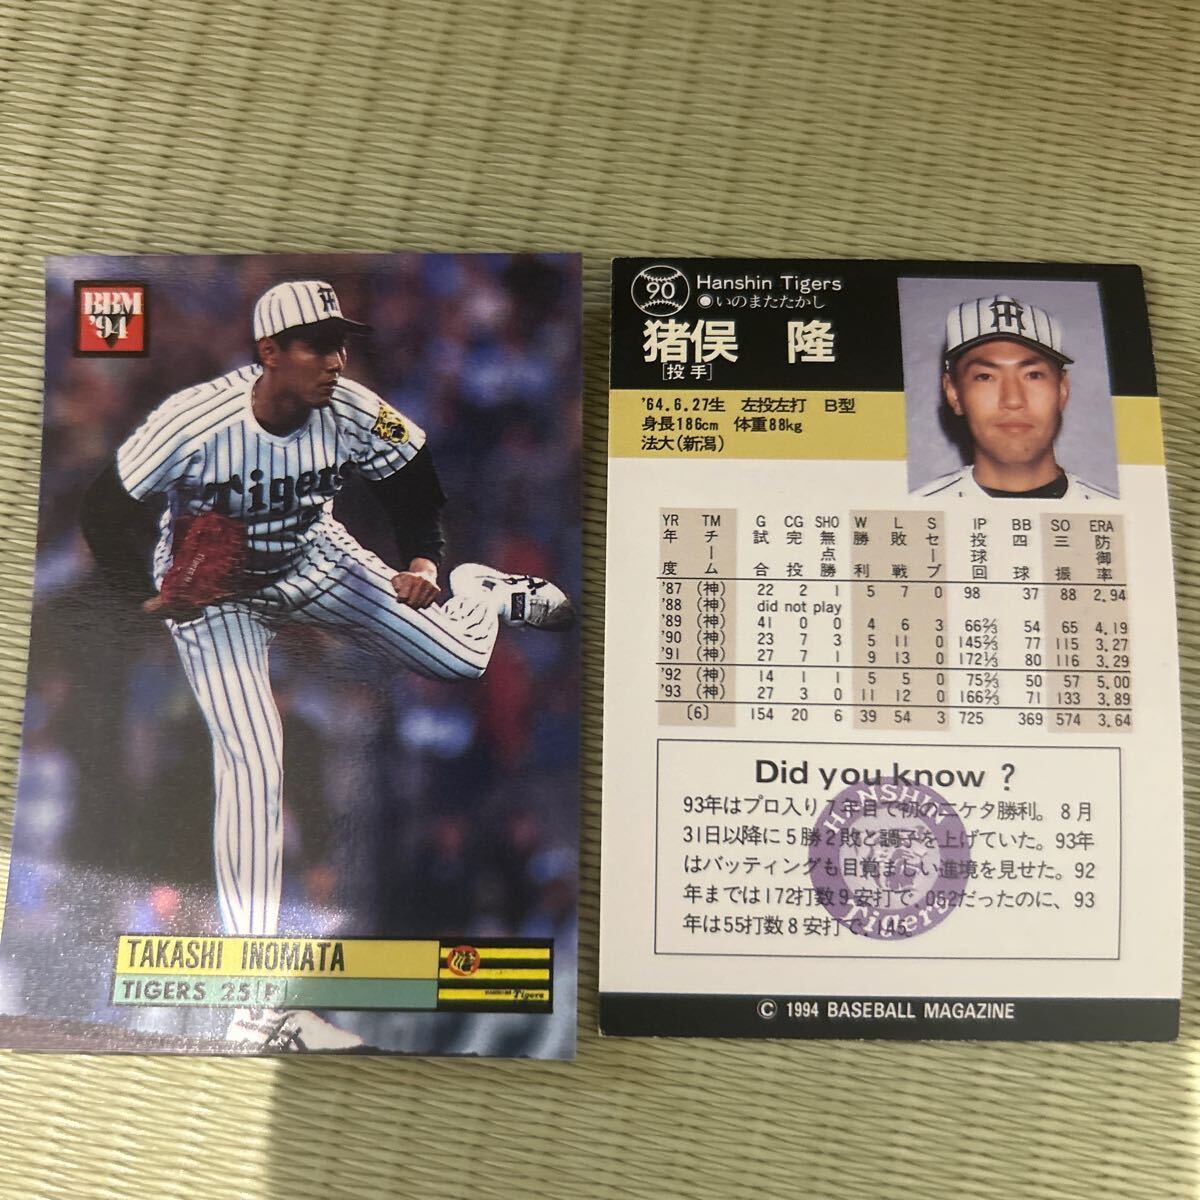 BBM
'94
Tigers
TAKASHI INOMATA
TIGERS 25 P
Tigers
90
Hanshin Tigers
●いのまたたかし
猪俣 隆
[投手]
'64.6.27生 左投左打 B型
身長186cm 体重88kg
法大(新潟)
YR TM G CG SHO W L S IP BB SO ERA
年度 チーム 試合 完投 無点勝 勝利 敗戦 セーブ 投球回 四球 三振 防御率
'87 (神) 22 2 1 5 7 0 98 37 88 2.94
'88 (神) did not play
'89 (神) 41 0 0 4 6 3 66⅔ 54 65 4.19
'90 (神) 23 7 3 5 11 0 145⅔ 77 115 3.27
'91 (神) 27 7 1 9 13 0 172⅓ 80 116 3.29
'92 (神) 14 1 1 5 5 0 75⅔ 50 57 5.00
'93 (神) 27 3 0 11 12 0 166⅔ 71 133 3.89
[6] 154 20 6 39 54 3 725 369 574 3.64
Did you know ?
93年はプロ入り7年目で初の二ケタ勝利。8月
31日以降に5勝2敗と調子を上げていた。93年
はバッティングも目覚ましい進境を見せた。92
年までは172打数9安打で、.052だったのに、93
年は55打数8安打で、.145。
HANSHIN
Tigers
© 1994 BASEBALL MAGAZINE